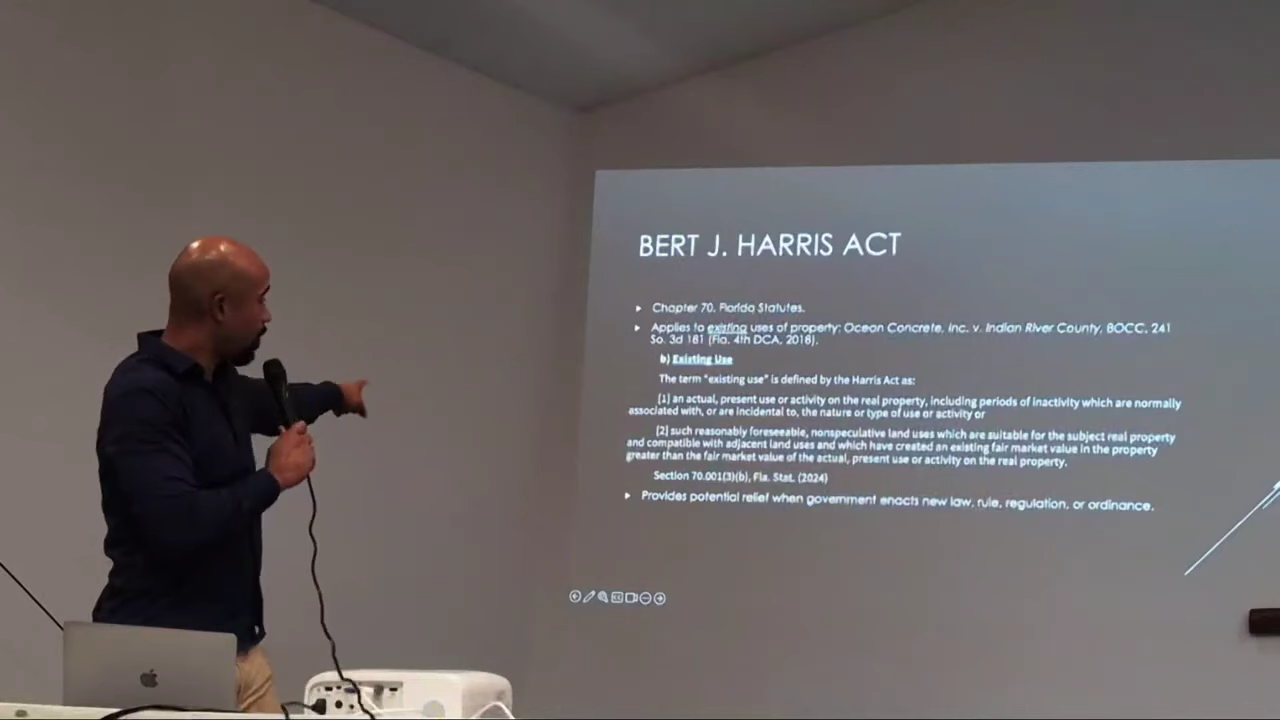 BERT J. HARRIS ACT
Chapter 70, Florida Statutes.
Applies to existing uses of property: Ocean Concrete, Inc. v. Indian River County, BOCC, 241
So. 3d 181 (Fla. 4th DCA, 2018).
b) Existing Use
The term "existing use" is defined by the Harris Act as:
[1] an actual, present use or activity on the real property, including periods of inactivity which are normally
associated with, or are incidental to, the nature or type of use or activity or
[2] such reasonably foreseeable, nonspeculative land uses which are suitable for the subject real property
and compatible with adjacent land uses and which have created an existing fair market value in the property
greater than the fair market value of the actual, present use or activity on the real property.
Section 70.001(3)(b), Fla. Stat. (2024)
Provides potential relief when government enacts new law, rule, regulation, or ordinance.